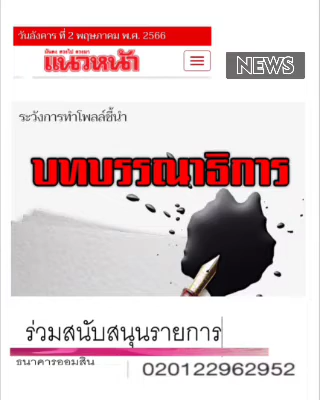 วันอังคาร ที่ 2 พฤษภาคม พ.ศ. 2566
แนวหน้า
NEWS
ระวังการทำโพลล์ชี้นำ
บทบรรณาธิการ
ร่วมสนับสนุนรายการ
ธนาคารออมสิน
020122962952